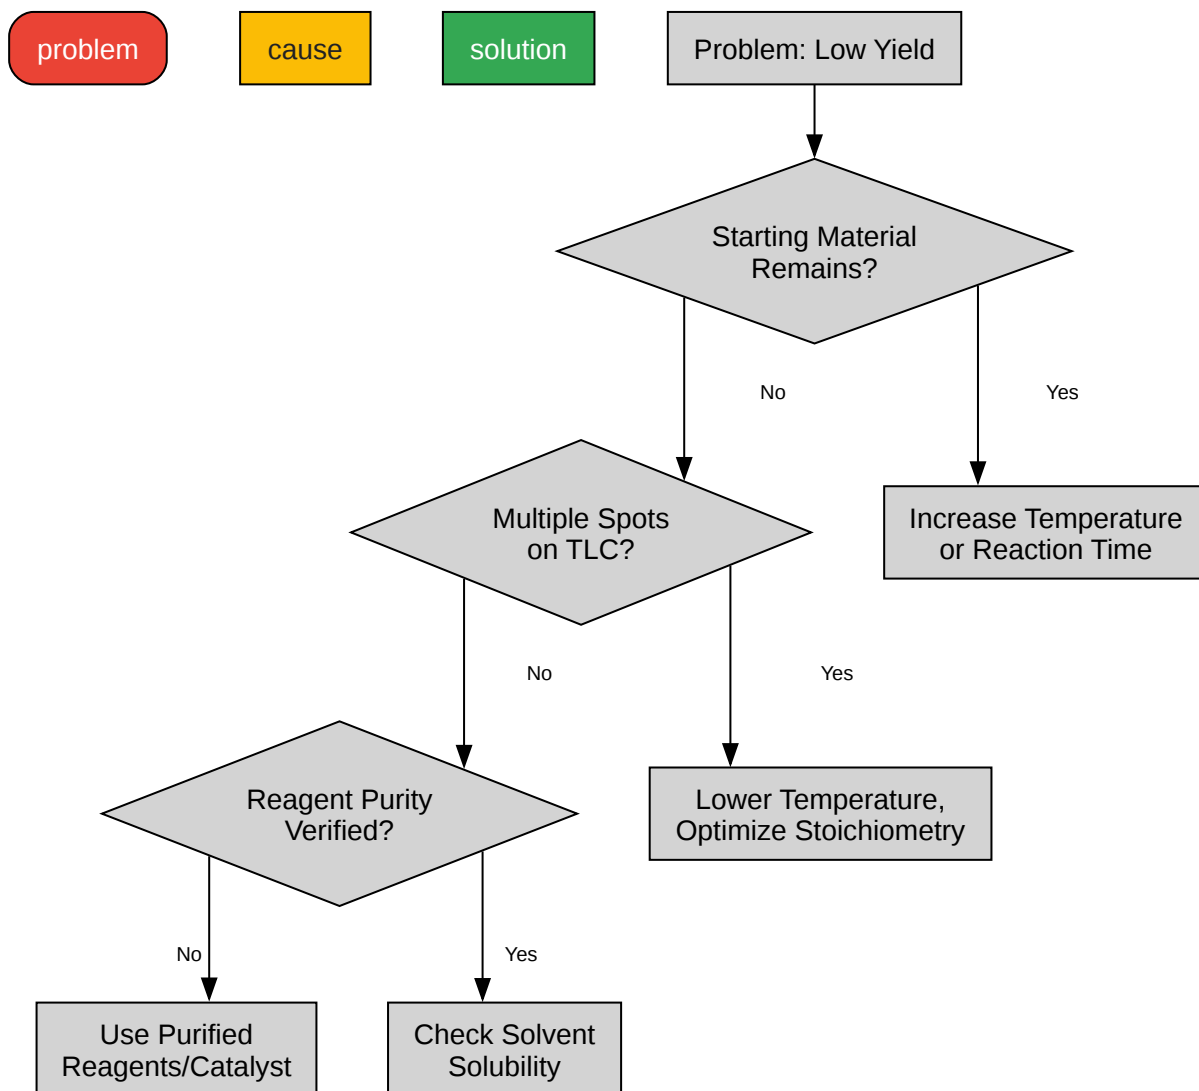 problem
cause
solution
Problem: Low Yield
Starting Material
Remains?
No
Yes
Multiple Spots
on TLC?
Increase Temperature
or Reaction Time
No
Yes
Reagent Purity
Verified?
Lower Temperature,
Optimize Stoichiometry
No
Yes
Use Purified
Reagents/Catalyst
Check Solvent
Solubility